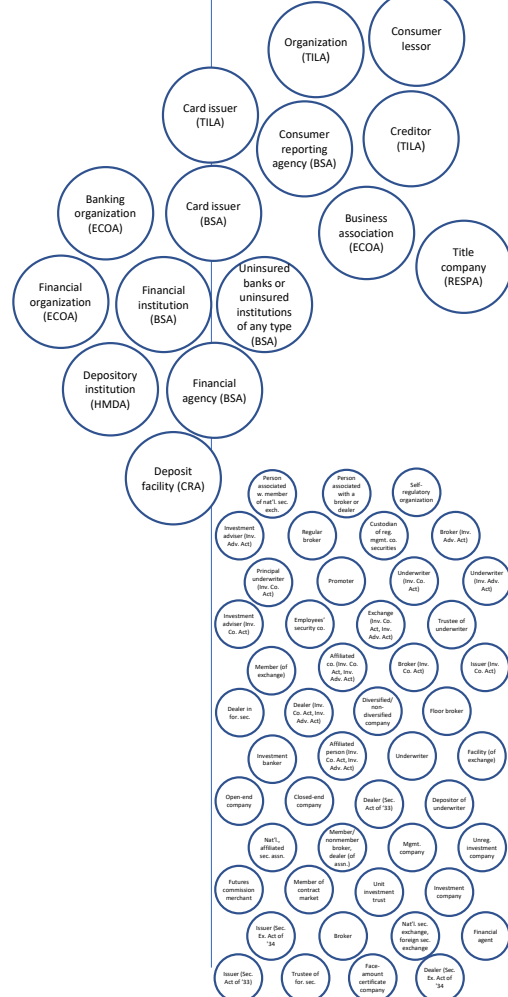 Organization
(TILA)
Consumer
lessor
Card issuer
(TILA)
Consumer
reporting
agency (BSA)
Creditor
(TILA)
Banking
organization
(ECOA)
Card issuer
(BSA)
Business
association
(ECOA)
Title
company
(RESPA)
Financial
organization
(ECOA)
Financial
institution
(BSA)
Uninsured
banks or
uninsured
institutions
of any type
(BSA)
Depository
institution
(HMDA)
Financial
agency (BSA)
Deposit
facility (CRA)
Person
associated
w. member
of nat'l. sec.
exch.
Person
associated
with a
broker or
dealer
Self-
regulatory
organization
Investment
adviser (Inv.
Adv. Act)
Regular
broker
Custodian
of reg.
mgmt. co.
securities
Broker (Inv.
Adv. Act)
Principal
underwriter
(Inv. Co.
Act)
Promoter
Underwriter
(Inv. Co.
Act)
Underwriter
(Inv. Adv.
Act)
Investment
adviser (Inv.
Co. Act)
Employees'
security co.
Exchange
(Inv. Co.
Act, Inv.
Adv. Act)
Trustee of
underwriter
Member (of
exchange)
Affiliated
co. (Inv. Co.
Act, Inv.
Adv. Act)
Broker (Inv.
Co. Act)
Issuer (Inv.
Co. Act)
Dealer in
for. sec.
Dealer (Inv.
Co. Act, Inv.
Adv. Act)
Diversified/
non-
diversified
company
Floor broker
Investment
banker
Affiliated
person (Inv.
Co. Act, Inv.
Adv. Act)
Underwriter
Facility (of
exchange)
Open-end
company
Closed-end
company
Dealer (Sec.
Act of '33)
Depositor of
underwriter
Nat'l.,
affiliated
sec. assn.
Member/
nonmember
broker,
dealer (of
assn.)
Mgmt.
company
Unreg.
investment
company
Futures
commission
merchant
Member of
contract
market
Unit
investment
trust
Investment
company
Issuer (Sec.
Ex. Act of
'34
Broker
Nat'l. sec.
exchange,
foreign sec.
exchange
Financial
agent
Issuer (Sec.
Act of '33)
Trustee of
for. sec.
Face-
amount
certificate
company
Dealer (Sec.
Ex. Act of
'34